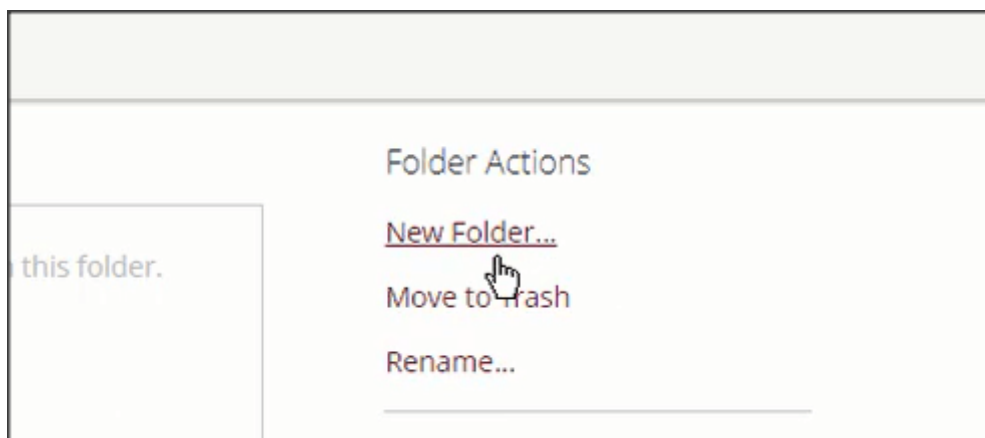 Folder Actions
New Folder...
this folder.
Move to Trash
Rename...